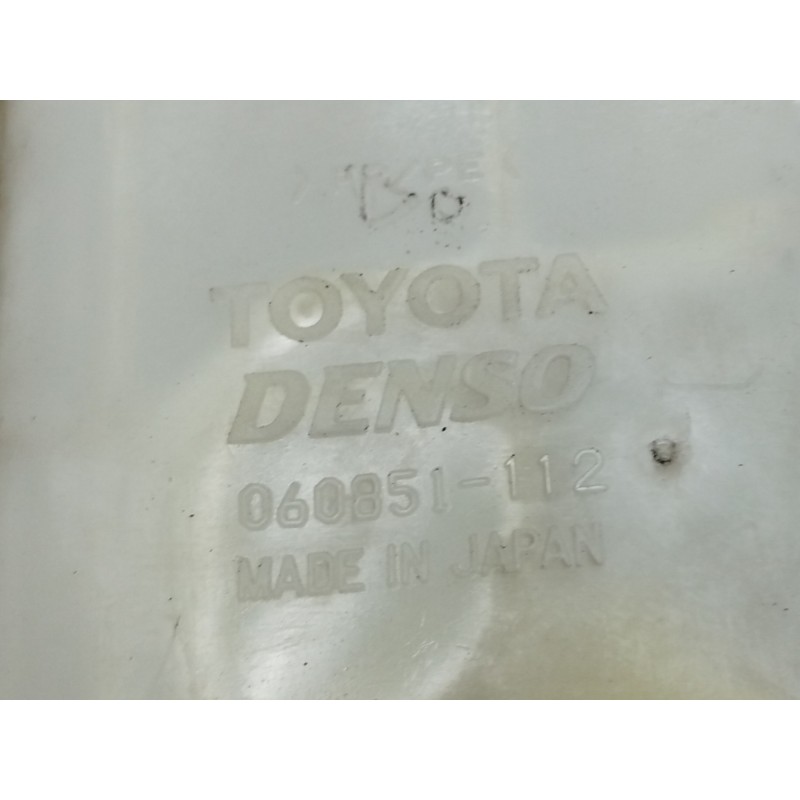 TOYOTA
DENSO
060851-112
MADE IN JAPAN